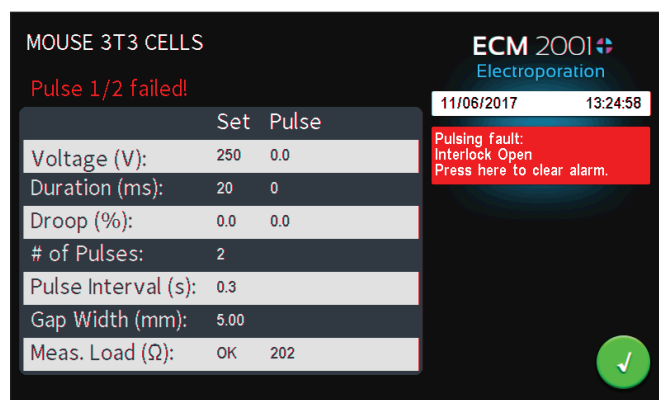 MOUSE 3T3 CELLS
Pulse 1/2 failed!
Set Pulse
Voltage (V): 250 0.0
Duration (ms): 20 0
Droop (%): 0.0 0.0
# of Pulses: 2
Pulse Interval (s): 0.3
Gap Width (mm): 5.00
Meas. Load (Ω): OK 202
ECM 2001
Electroporation
11/06/2017 13:24:58
Pulsing fault:
Interlock Open
Press here to clear alarm.